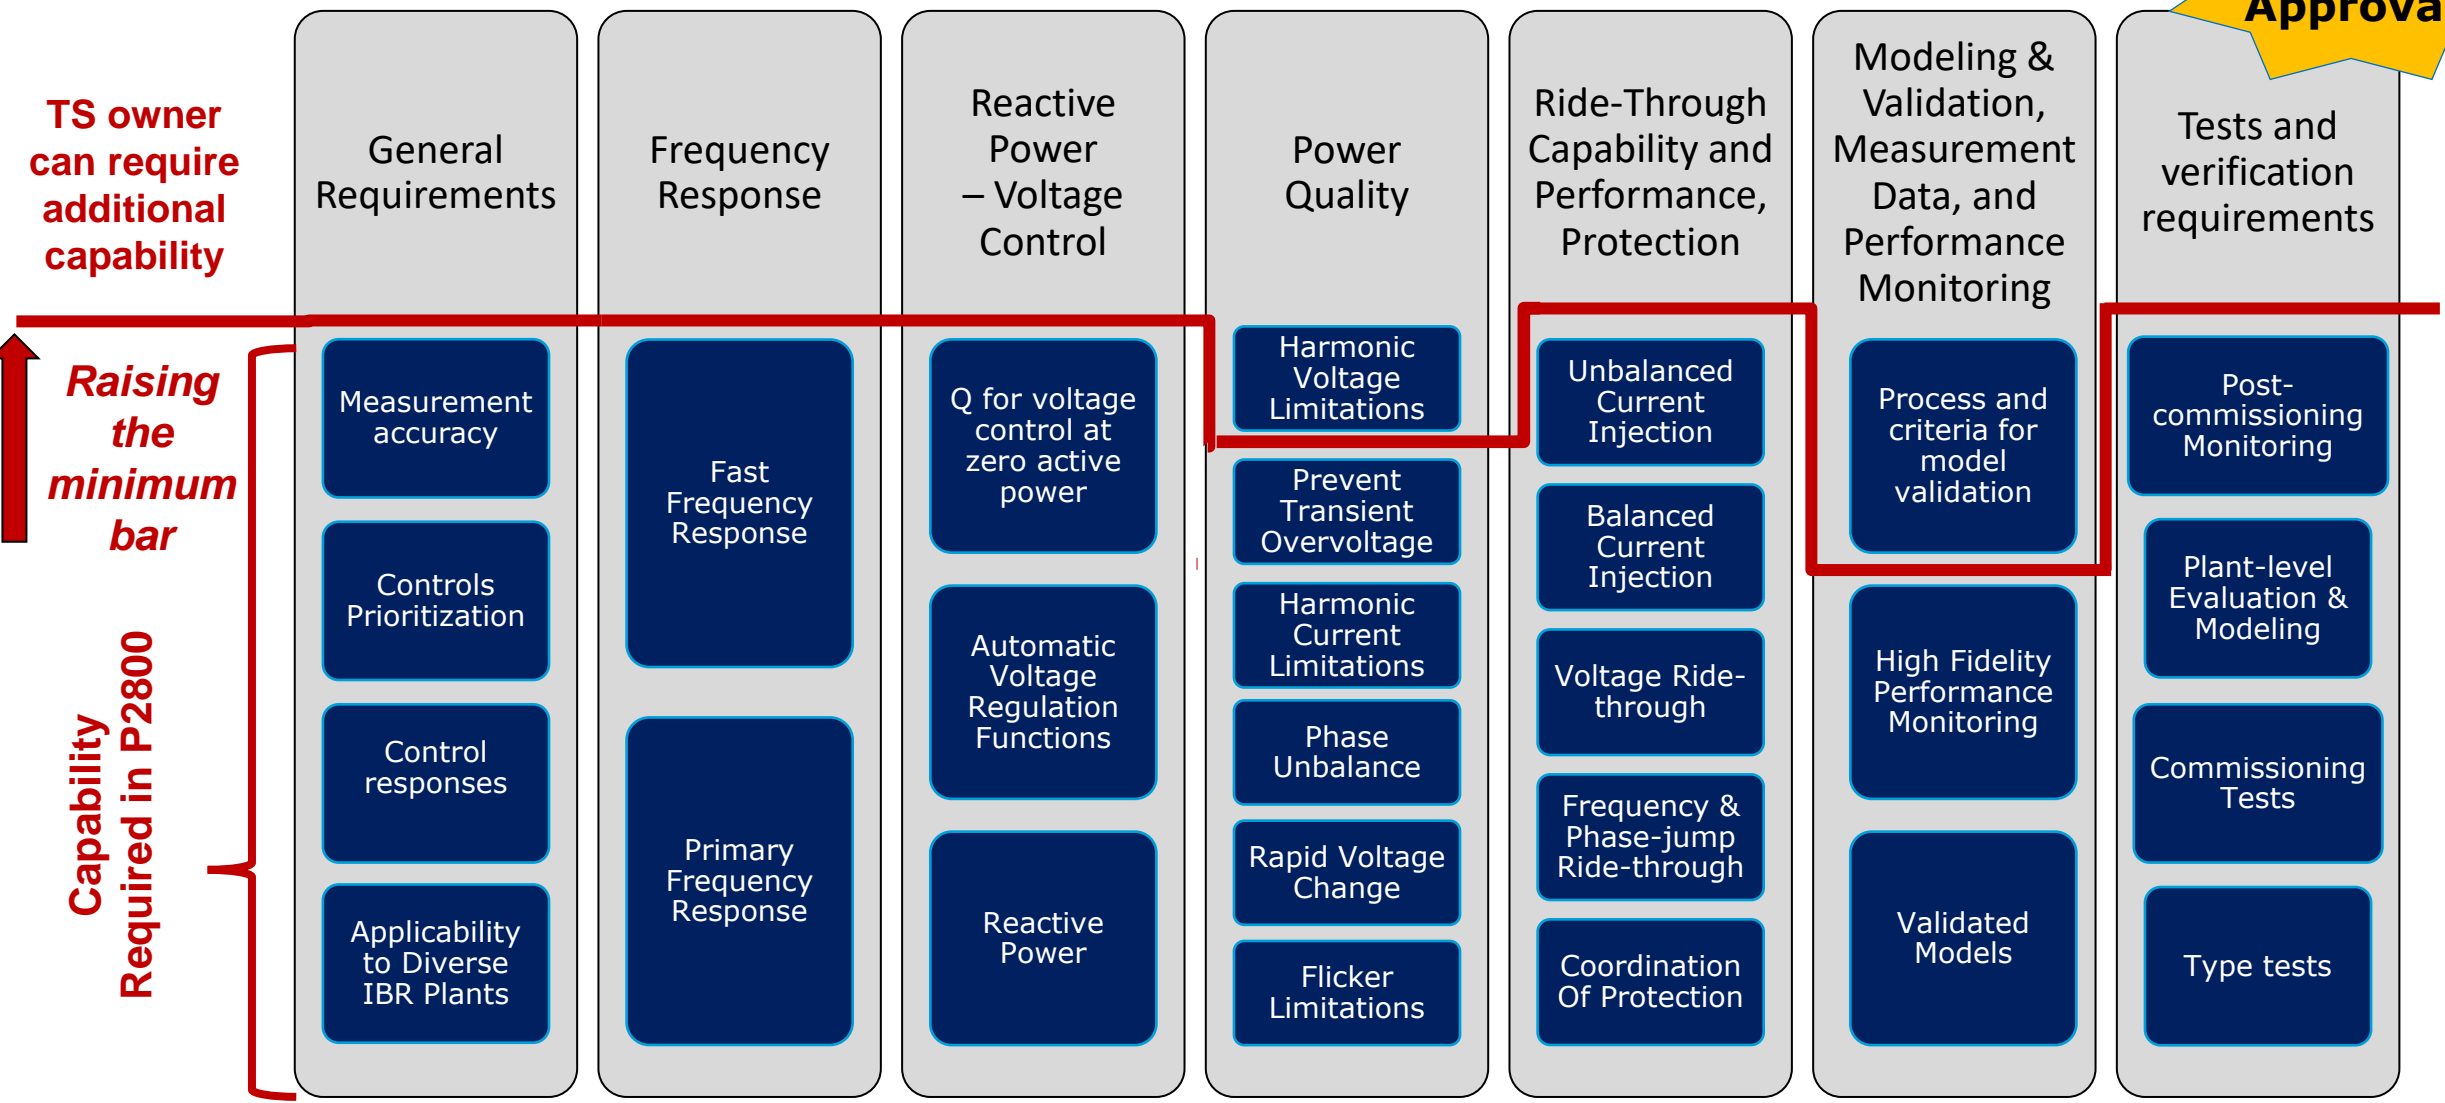 Approva
TS owner
can require
additional
capability
Raising
the
minimum
bar
Capability
Required in P2800
General
Requirements
Measurement
accuracy
Controls
Prioritization
Control
responses
Applicability
to Diverse
IBR Plants
Frequency
Response
Fast
Frequency
Response
Primary
Frequency
Response
Reactive
Power
– Voltage
Control
Q for voltage
control at
zero active
power
Automatic
Voltage
Regulation
Functions
Reactive
Power
Power
Quality
Harmonic
Voltage
Limitations
Prevent
Transient
Overvoltage
Harmonic
Current
Limitations
Phase
Unbalance
Rapid Voltage
Change
Flicker
Limitations
Ride-Through
Capability and
Performance,
Protection
Unbalanced
Current
Injection
Balanced
Current
Injection
Voltage Ride-
through
Frequency &
Phase-jump
Ride-through
Coordination
Of Protection
Modeling &
Validation,
Measurement
Data, and
Performance
Monitoring
Process and
criteria for
model
validation
High Fidelity
Performance
Monitoring
Validated
Models
Tests and
verification
requirements
Post-
commissioning
Monitoring
Plant-level
Evaluation &
Modeling
Commissioning
Tests
Type tests